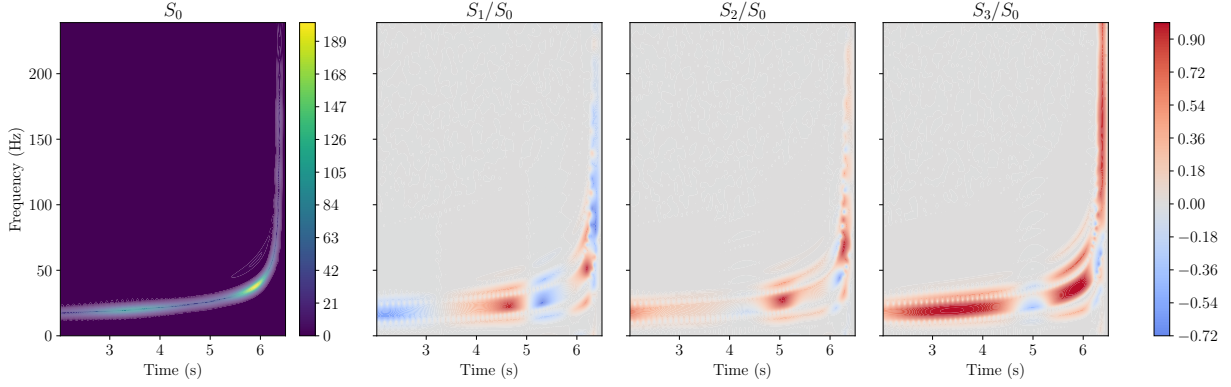 S₀
S₁/S₀
S₂/S₀
S₃/S₀
Frequency (Hz)
200
150
100
50
0
3 4 5 6
Time (s)
189
168
147
126
105
84
63
42
21
0
3 4 5 6
Time (s)
3 4 5 6
Time (s)
3 4 5 6
Time (s)
0.90
0.72
0.54
0.36
0.18
0.00
−0.18
−0.36
−0.54
−0.72